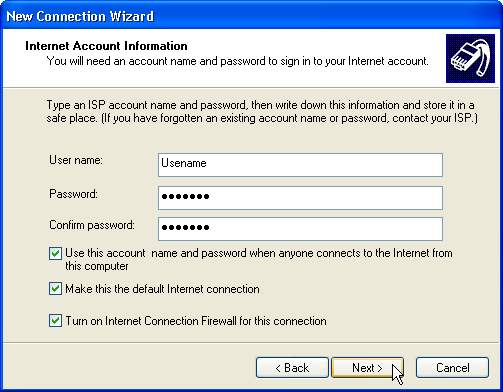 New Connection Wizard
Internet Account Information
You will need an account name and password to sign in to your Internet account.
Type an ISP account name and password, then write down this information and store it in a
safe place. (If you have forgotten an existing account name or password, contact your ISP.)
User name:
Usename
Password:
•••••••
Confirm password:
•••••••
Use this account name and password when anyone connects to the Internet from
this computer
Make this the default Internet connection
Turn on Internet Connection Firewall for this connection
< Back
Next >
Cancel